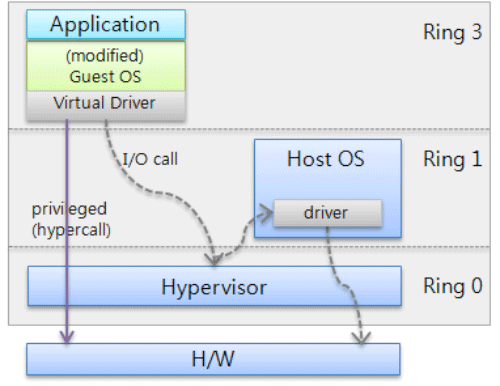 Application
Ring 3
(modified)
Guest OS
Virtual Driver
I/O call
Host OS
Ring 1
driver
privileged
(hypercall)
Hypervisor
Ring 0
H/W